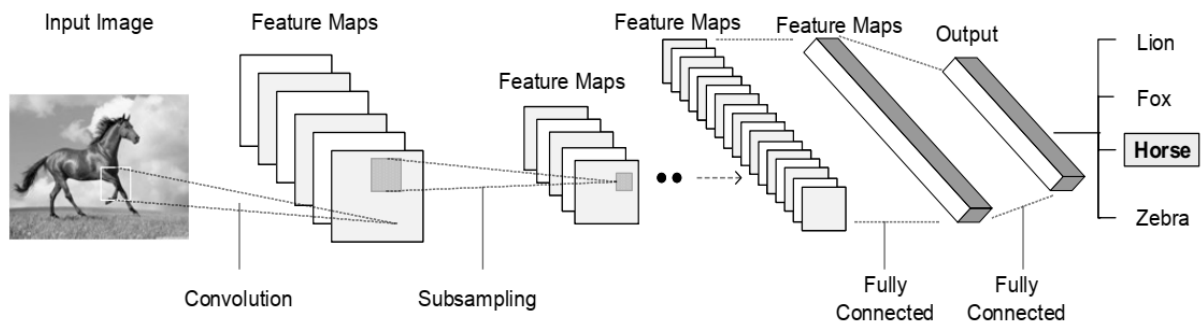 Input Image
Feature Maps
Feature Maps
Feature Maps
Feature Maps
Output
Lion
Fox
Horse
Zebra
Convolution
Subsampling
Fully
Connected
Fully
Connected